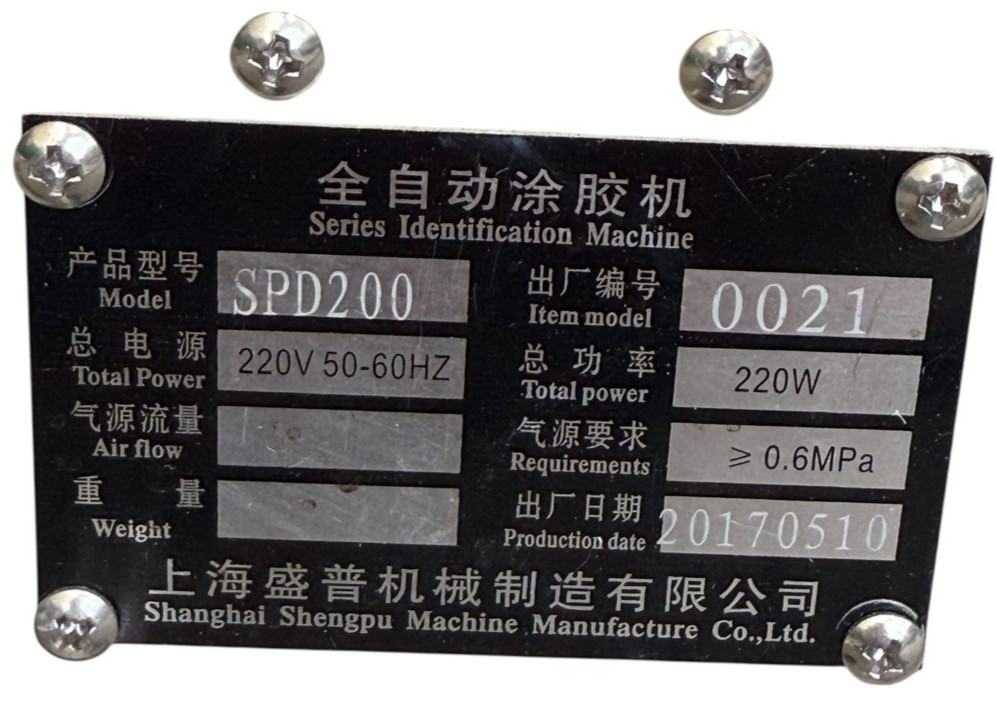 全自动涂胶机
Series Identification Machine
产品型号 SPD200 出厂编号 0021
Model Item model
总电源 220V 50-60HZ 总功率 220W
Total Power Total power
气源流量 气源要求 ≥ 0.6MPa
Air flow Requirements
重量 出厂日期 20170510
Weight Production date
上海盛普机械制造有限公司
Shanghai Shengpu Machine Manufacture Co.,Ltd.